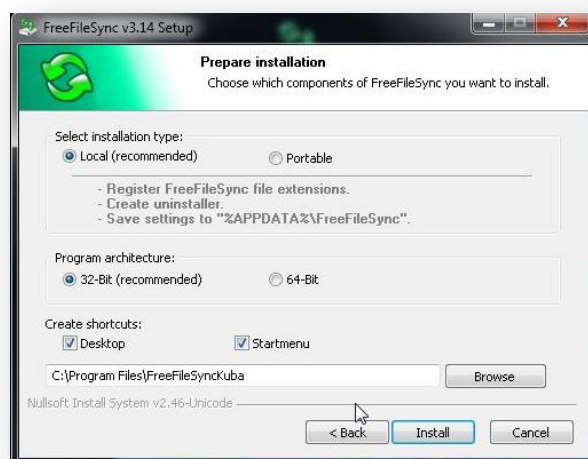 FreeFileSync v3.14 Setup
Prepare installation
Choose which components of FreeFileSync you want to install.
Select installation type:
Local (recommended) Portable
- Register FreeFileSync file extensions.
- Create uninstaller.
- Save settings to "%APPDATA%\FreeFileSync".
Program architecture:
32-Bit (recommended) 64-Bit
Create shortcuts:
Desktop Startmenu
C:\Program Files\FreeFileSyncKuba Browse
Nullsoft Install System v2.46-Unicode
< Back Install Cancel